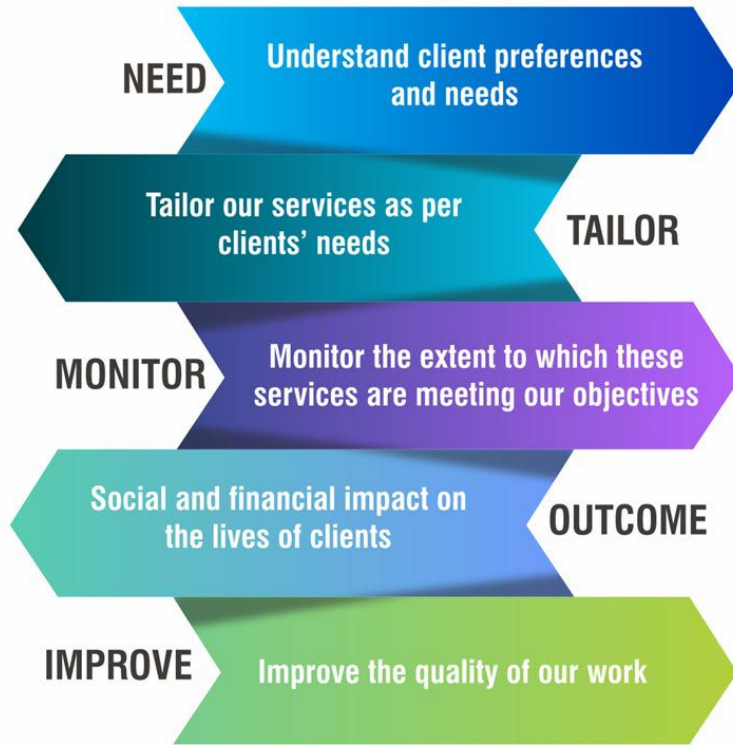 NEED
Understand client preferences
and needs
Tailor our services as per
clients’ needs
TAILOR
MONITOR
Monitor the extent to which these
services are meeting our objectives
Social and financial impact on
the lives of clients
OUTCOME
IMPROVE
Improve the quality of our work